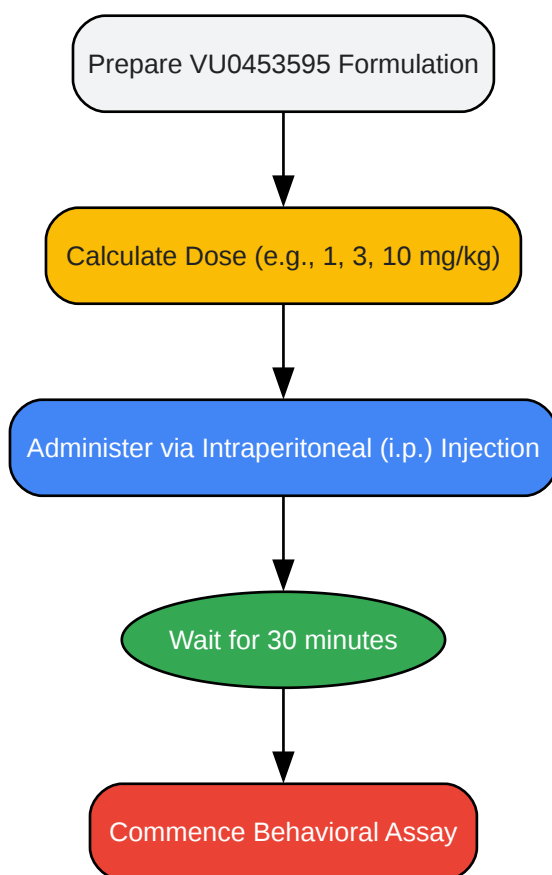 Prepare VU0453595 Formulation
Calculate Dose (e.g., 1, 3, 10 mg/kg)
Administer via Intraperitoneal (i.p.) Injection
Wait for 30 minutes
Commence Behavioral Assay